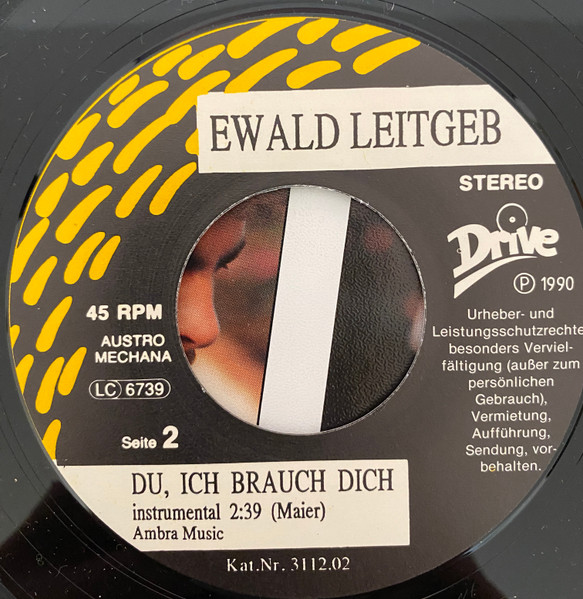 EWALD LEITGEB
STEREO
Drive
℗ 1990
45 RPM
AUSTRO
MECHANA
LC 6739
Seite 2
Urheber- und
Leistungsschutzrechte
besonders Verviel-
fältigung (außer zum
persönlichen
Gebrauch),
Vermietung,
Aufführung,
Sendung, vor-
behalten.
DU, ICH BRAUCH DICH
instrumental 2:39 (Maier)
Ambra Music
Kat.Nr. 3112.02